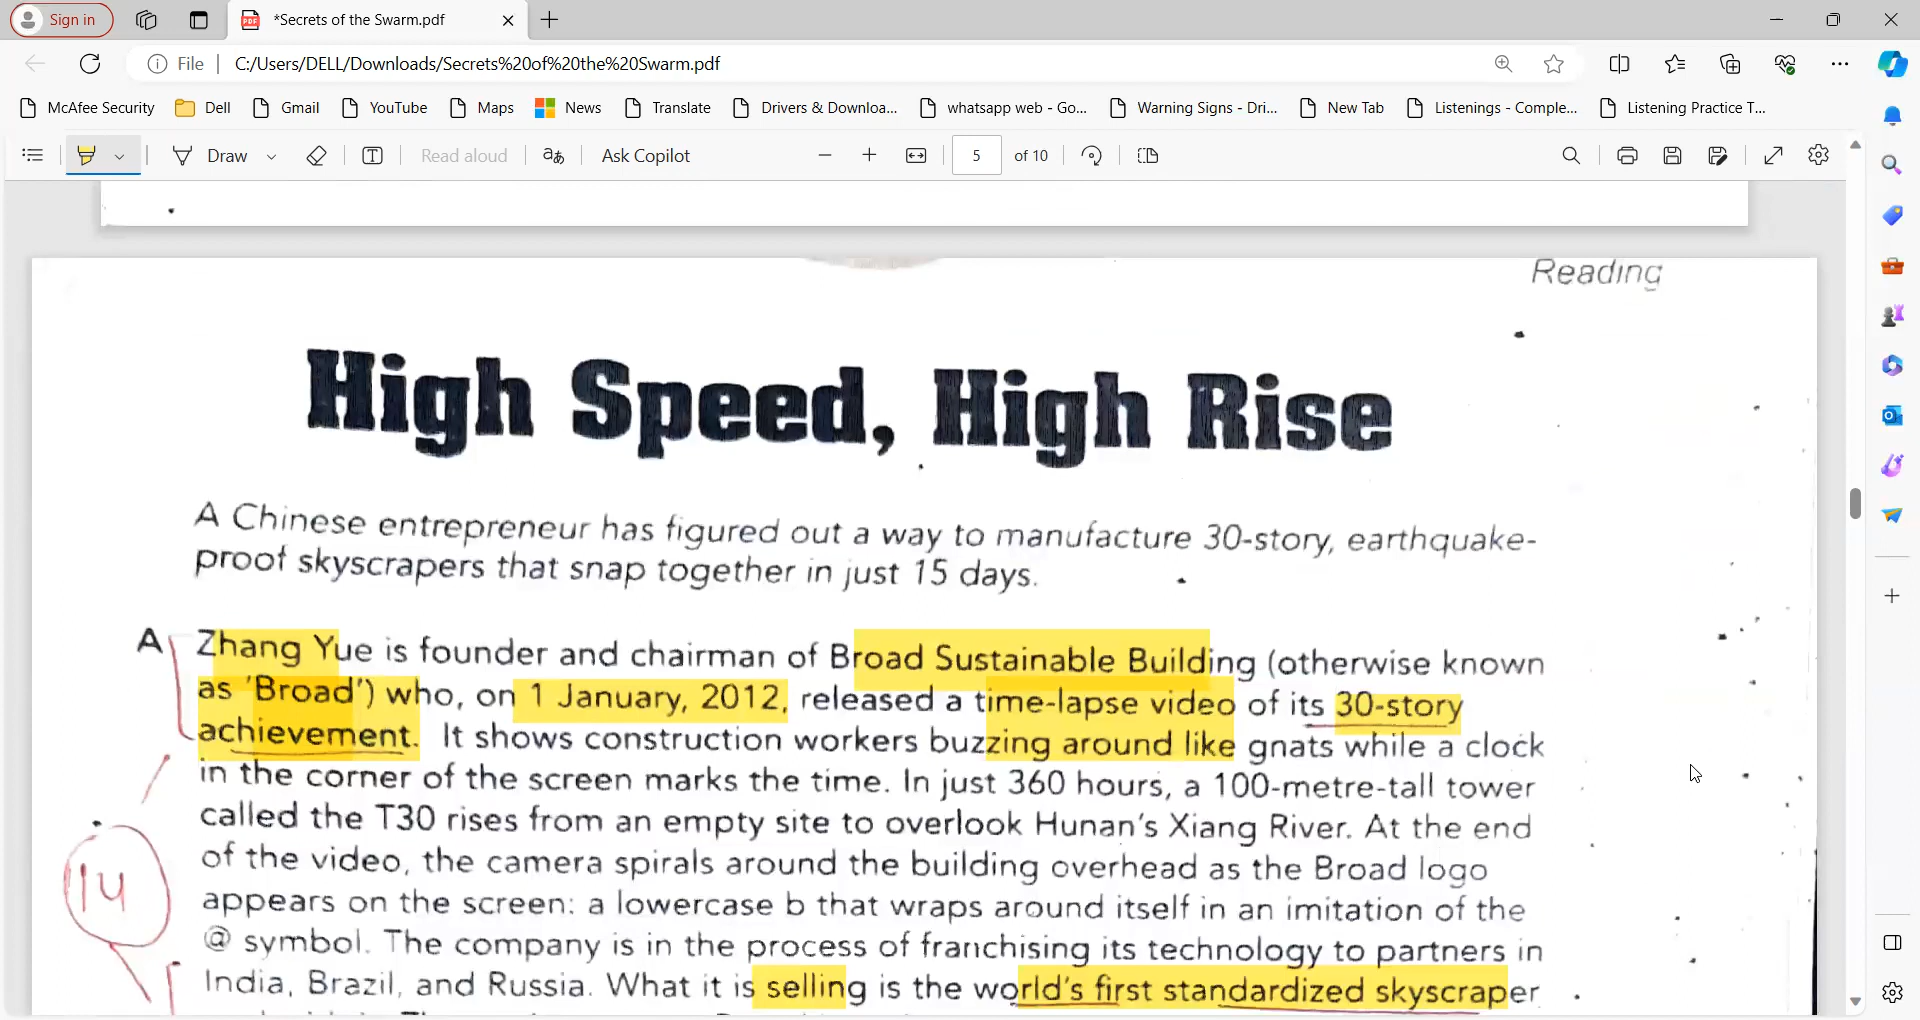 Sign in
*Secrets of the Swarm.pdf
File
C:/Users/DELL/Downloads/Secrets%20of%20the%20Swarm.pdf
McAfee Security Dell Gmail YouTube Maps News Translate Drivers & Downloa... whatsapp web - Go... Warning Signs - Dri... New Tab Listenings - Comple... Listening Practice T...
Draw Read aloud aあ Ask Copilot 5 of 10
Reading
High Speed, High Rise
A Chinese entrepreneur has figured out a way to manufacture 30-story, earthquake-
proof skyscrapers that snap together in just 15 days.
A Zhang Yue is founder and chairman of Broad Sustainable Building (otherwise known
as 'Broad') who, on 1 January, 2012, released a time-lapse video of its 30-story
achievement. It shows construction workers buzzing around like gnats while a clock
in the corner of the screen marks the time. In just 360 hours, a 100-metre-tall tower
called the T30 rises from an empty site to overlook Hunan's Xiang River. At the end
of the video, the camera spirals around the building overhead as the Broad logo
14
appears on the screen: a lowercase b that wraps around itself in an imitation of the
@ symbol. The company is in the process of franchising its technology to partners in
India, Brazil, and Russia. What it is selling is the world's first standardized skyscraper